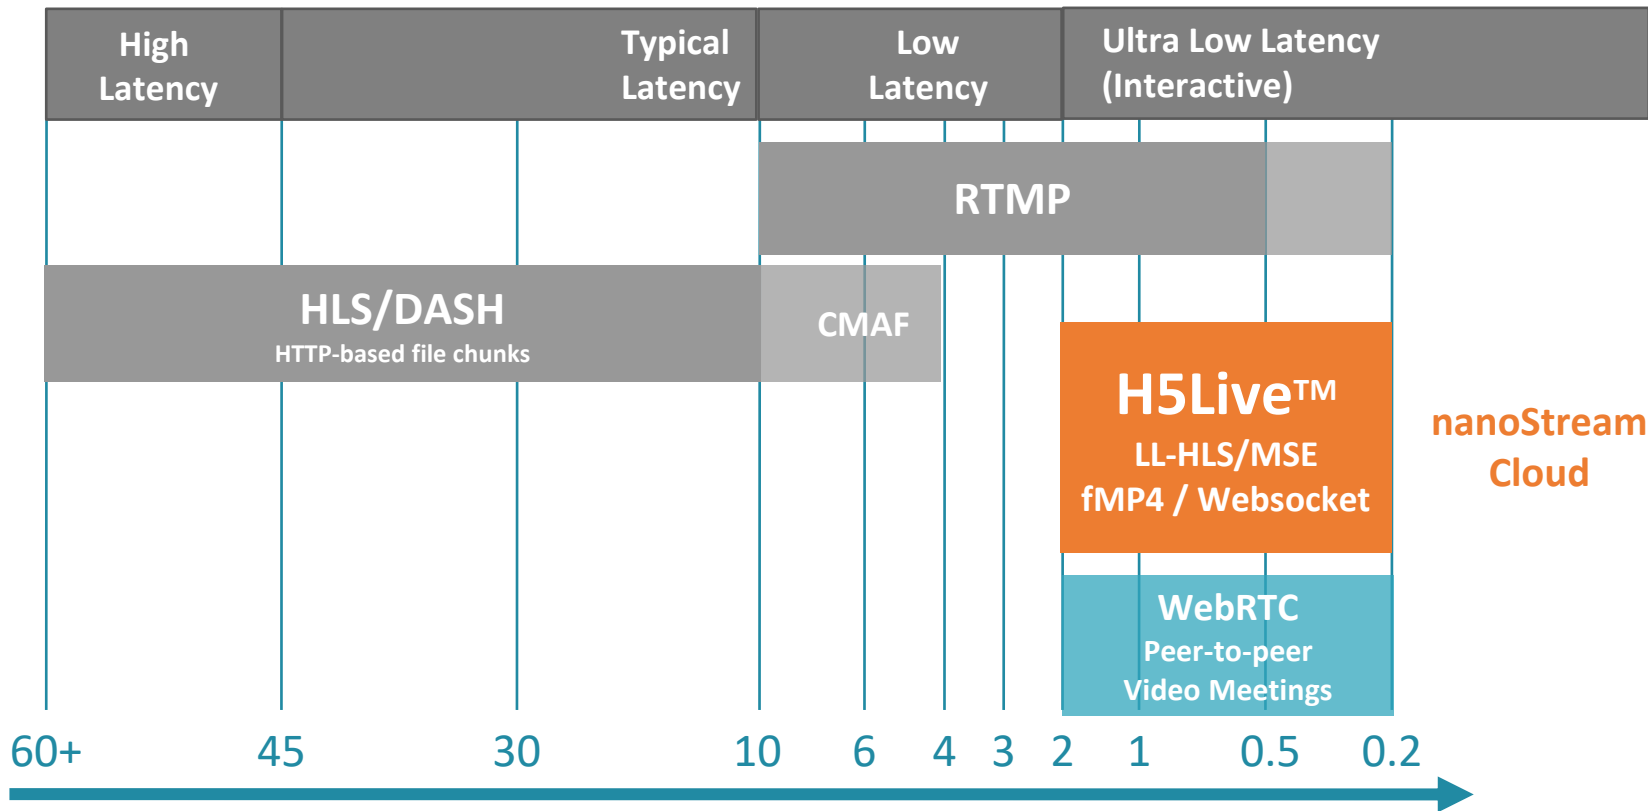 High
Latency
Typical
Latency
Low
Latency
Ultra Low Latency
(Interactive)
RTMP
HLS/DASH
HTTP-based file chunks
CMAF
H5Live™
LL-HLS/MSE
fMP4 / Websocket
nanoStream
Cloud
WebRTC
Peer-to-peer
Video Meetings
60+ 45 30 10 6 4 3 2 1 0.5 0.2